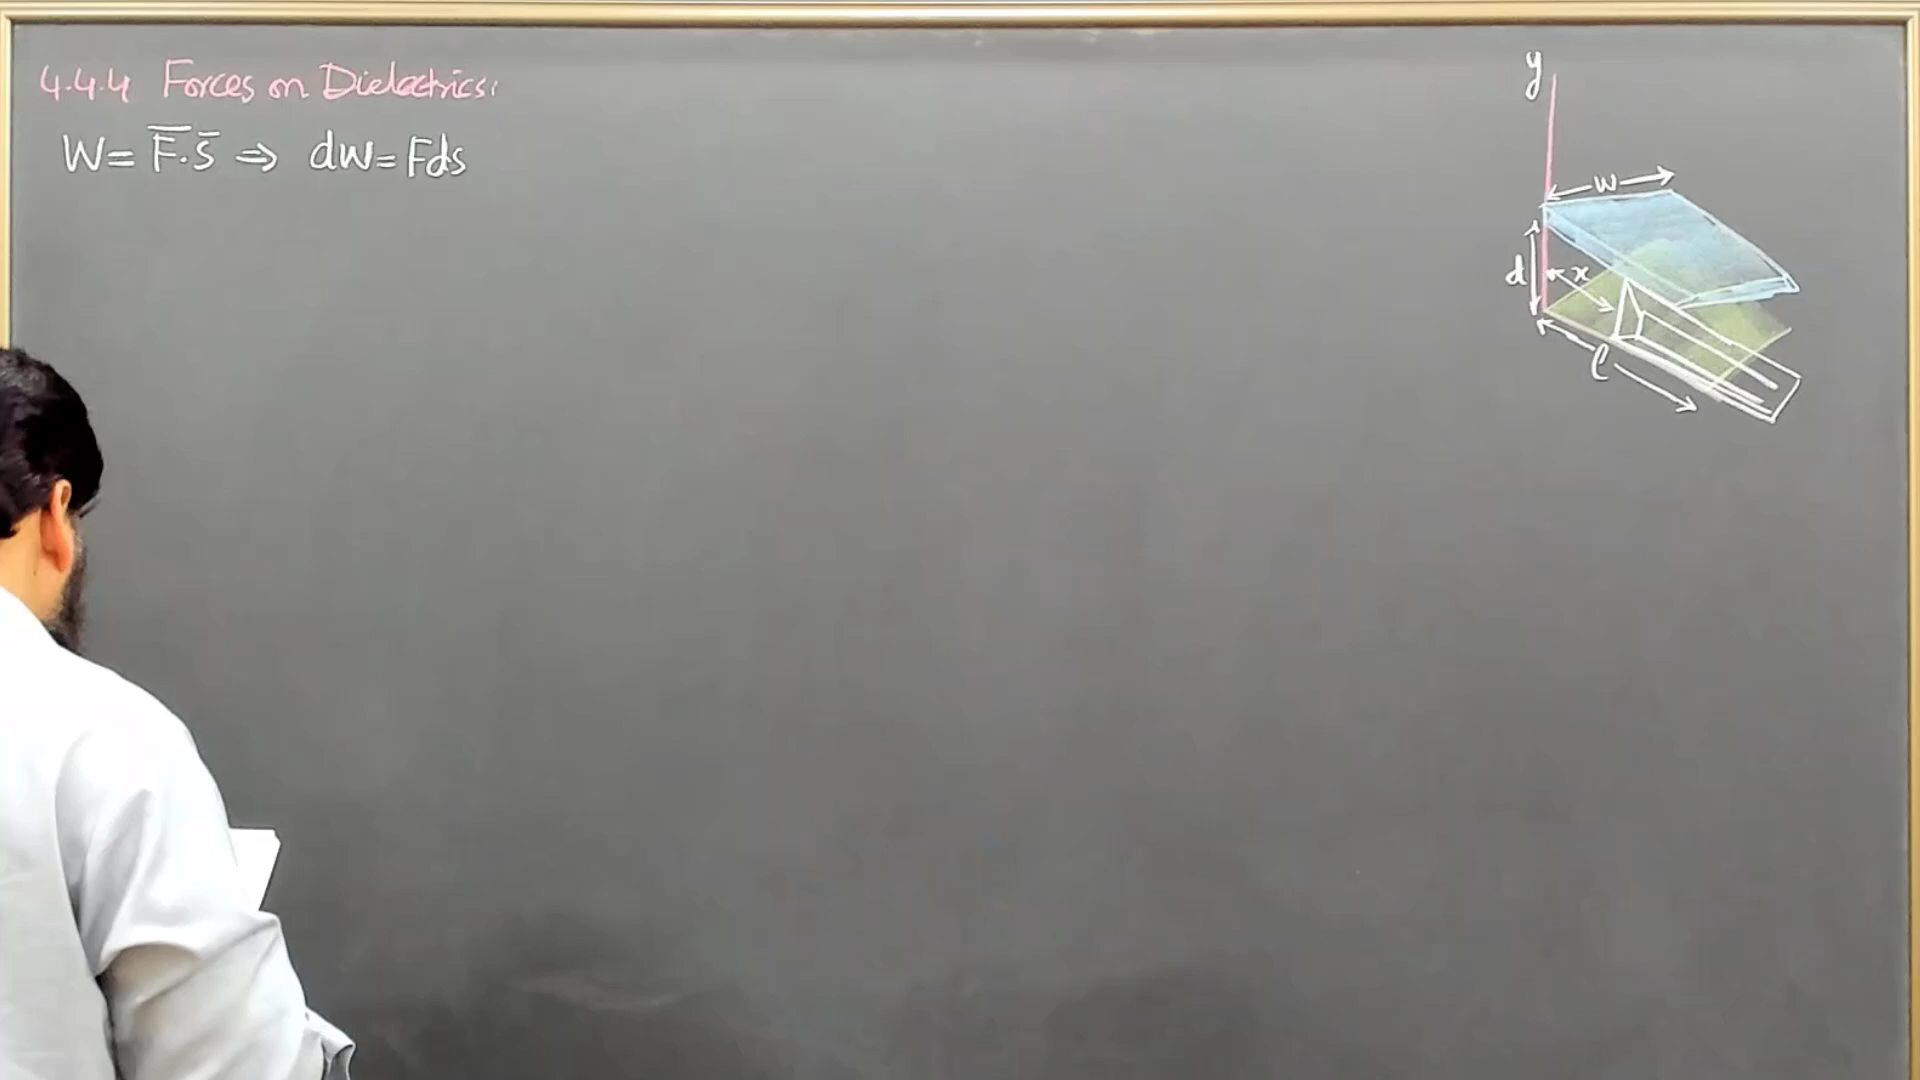 4.4.4 Forces on Dielectrics:
W = F̅.s̅ ⇒ dW = Fds
y
w
d
x
l